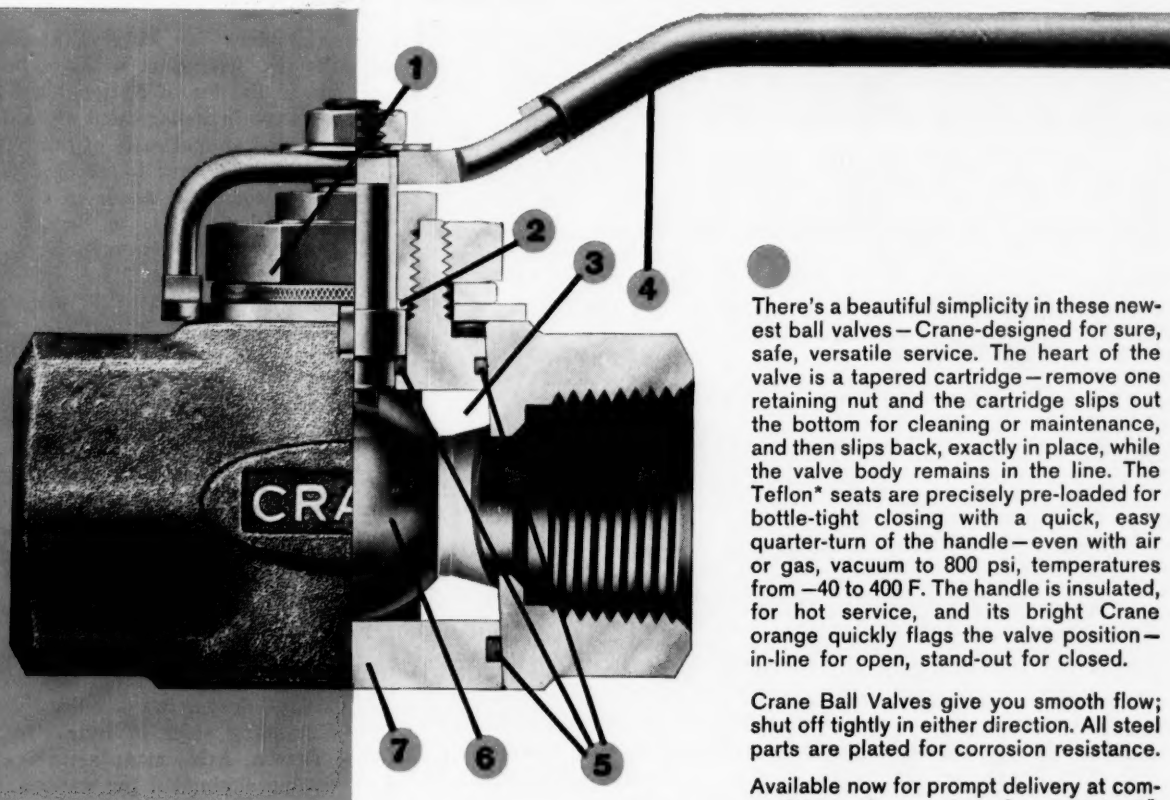 1
2
3
4
CRA
7
6
5
There's a beautiful simplicity in these new-
est ball valves—Crane-designed for sure,
safe, versatile service. The heart of the
valve is a tapered cartridge—remove one
retaining nut and the cartridge slips out
the bottom for cleaning or maintenance,
and then slips back, exactly in place, while
the valve body remains in the line. The
Teflon* seats are precisely pre-loaded for
bottle-tight closing with a quick, easy
quarter-turn of the handle—even with air
or gas, vacuum to 800 psi, temperatures
from —40 to 400 F. The handle is insulated,
for hot service, and its bright Crane
orange quickly flags the valve position—
in-line for open, stand-out for closed.
Crane Ball Valves give you smooth flow;
shut off tightly in either direction. All steel
parts are plated for corrosion resistance.
Available now for prompt delivery at com-